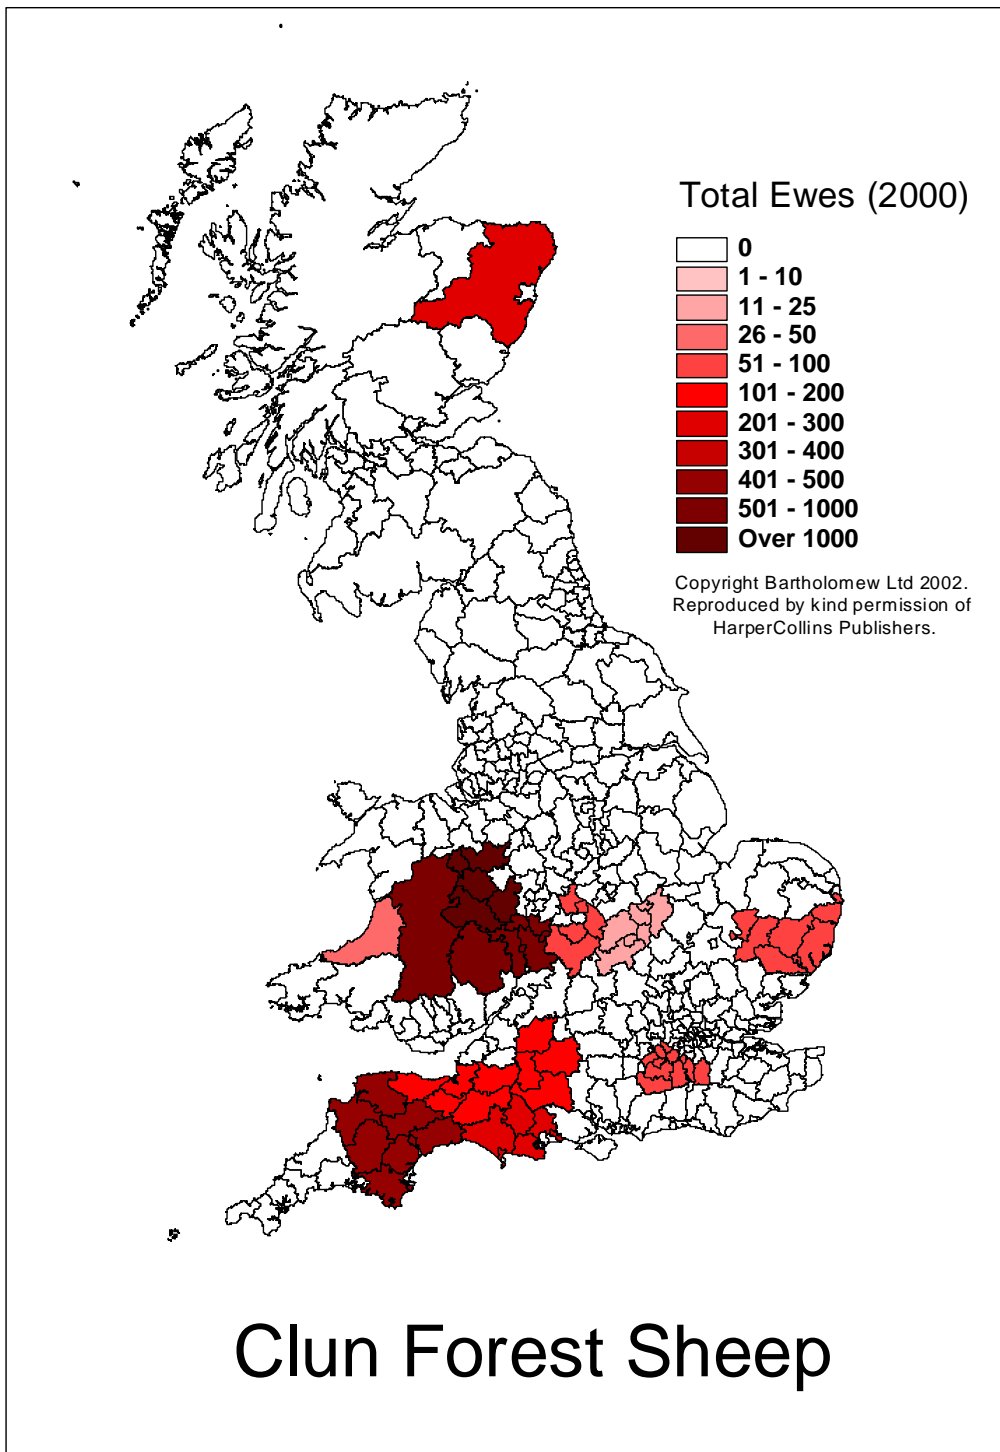 Total Ewes (2000)
0
1 - 10
11 - 25
26 - 50
51 - 100
101 - 200
201 - 300
301 - 400
401 - 500
501 - 1000
Over 1000
Copyright Bartholomew Ltd 2002.
Reproduced by kind permission of
HarperCollins Publishers.
Clun Forest Sheep